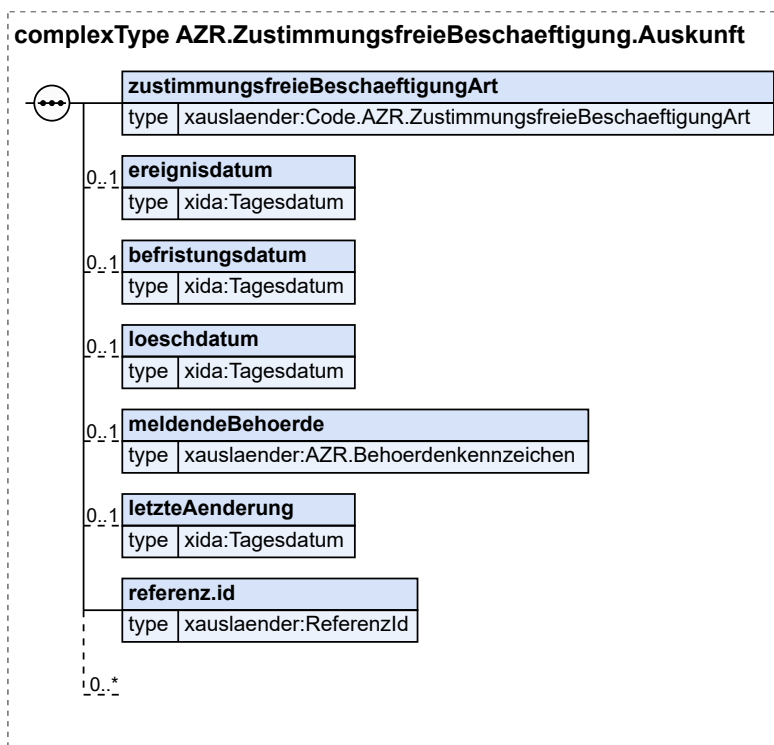 complexType AZR.ZustimmungsfreieBeschaeftigung.Auskunft
zustimmungsfreieBeschaeftigungArt
type xauslaender:Code.AZR.ZustimmungsfreieBeschaeftigungArt
0..1 ereignisdatum
type xida:Tagesdatum
0..1 befristungsdatum
type xida:Tagesdatum
0..1 loeschdatum
type xida:Tagesdatum
0..1 meldendeBehoerde
type xauslaender:AZR.Behoerdenkennzeichen
0..1 letzteAenderung
type xida:Tagesdatum
referenz.id
type xauslaender:ReferenzId
0..*